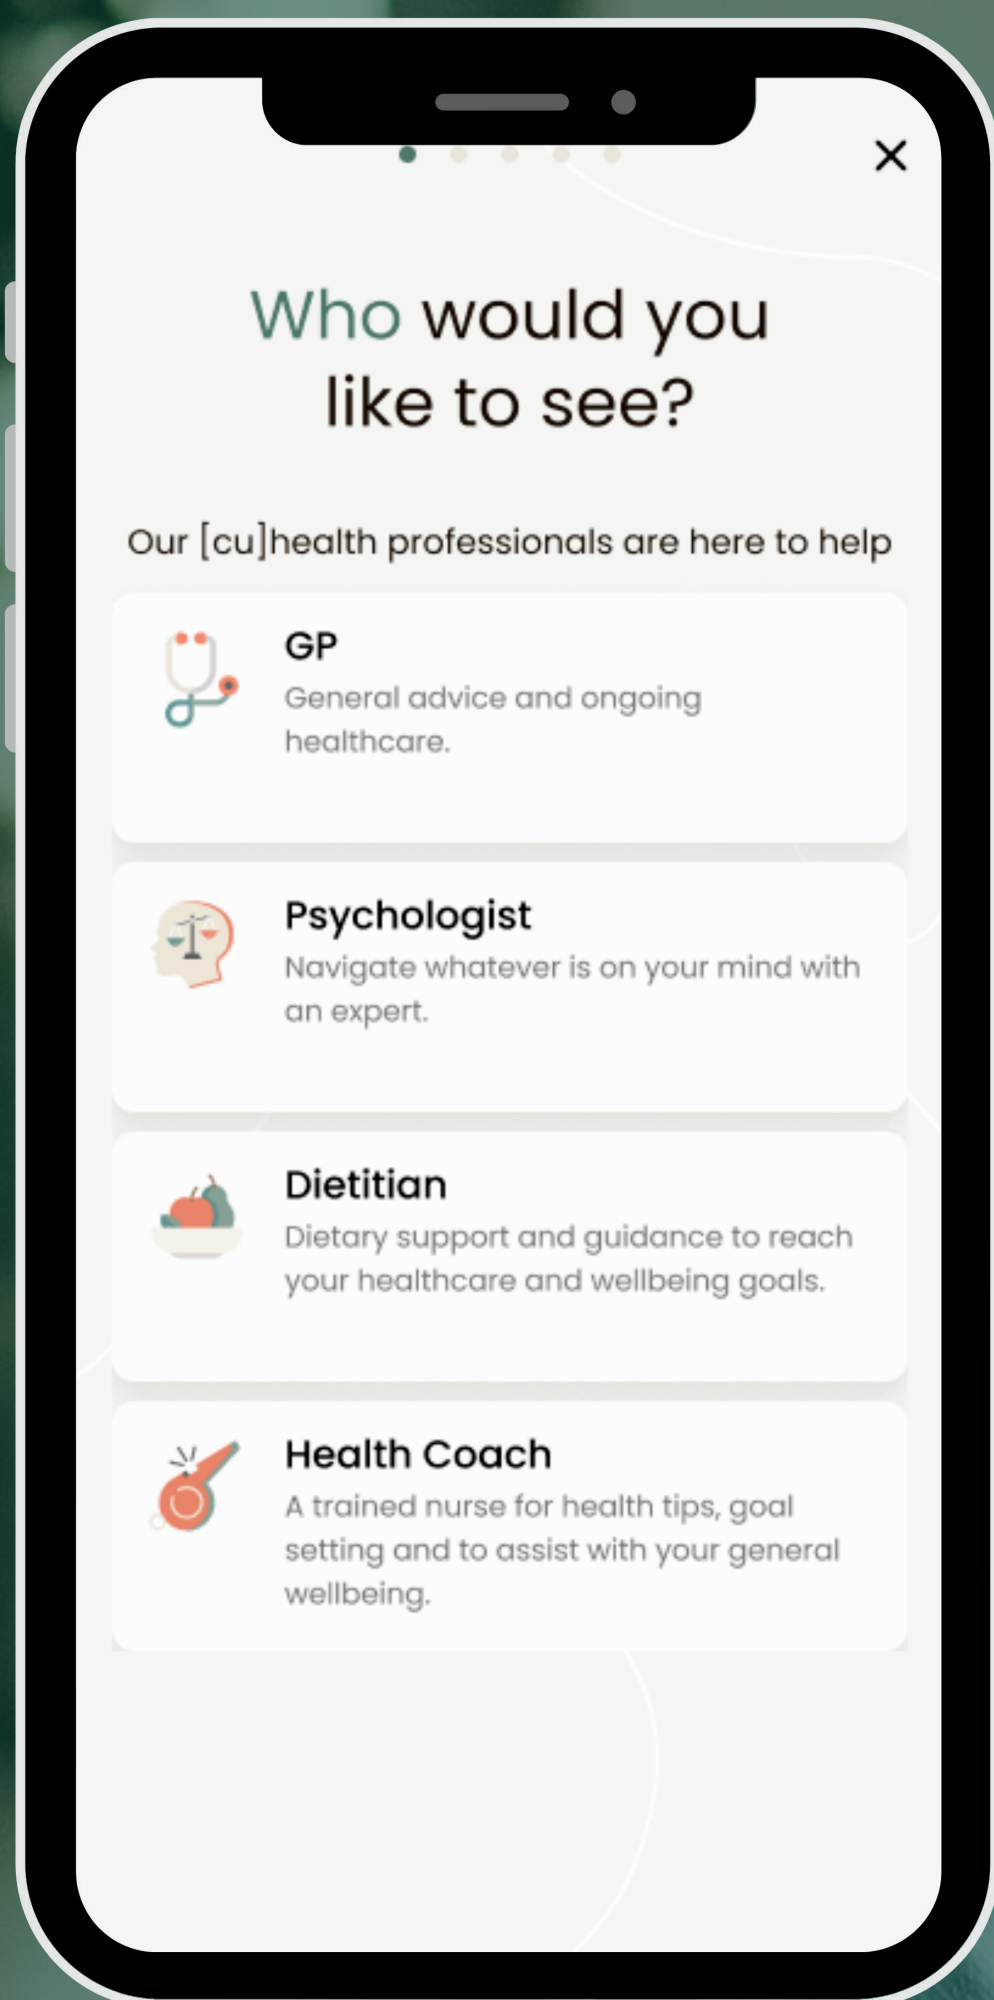 Who would you
like to see?
Our [cu]health professionals are here to help
GP
General advice and ongoing
healthcare.
Psychologist
Navigate whatever is on your mind with
an expert.
Dietitian
Dietary support and guidance to reach
your healthcare and wellbeing goals.
Health Coach
A trained nurse for health tips, goal
setting and to assist with your general
wellbeing.